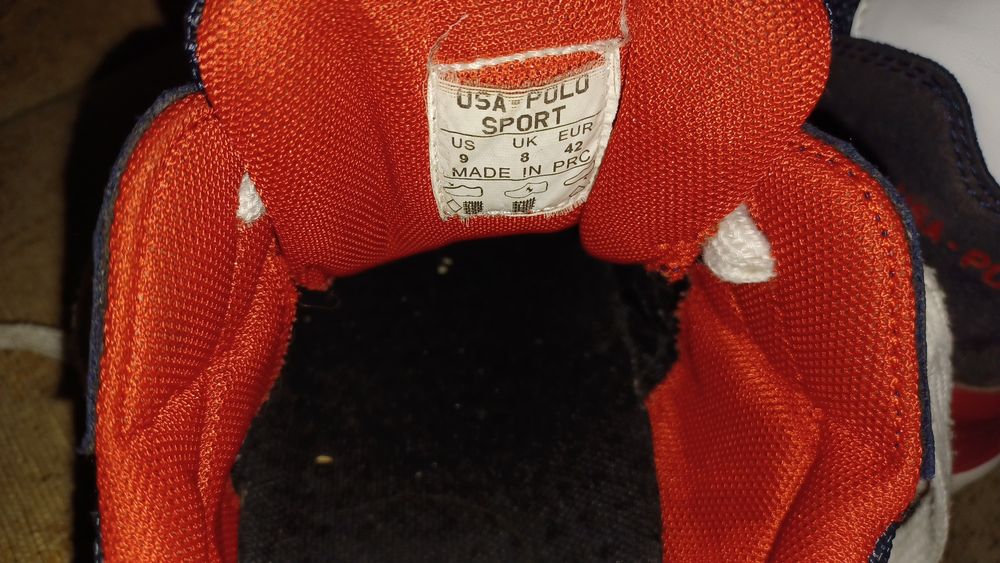 USA POLO
SPORT
US UK EUR
9 8 42
MADE IN PRC